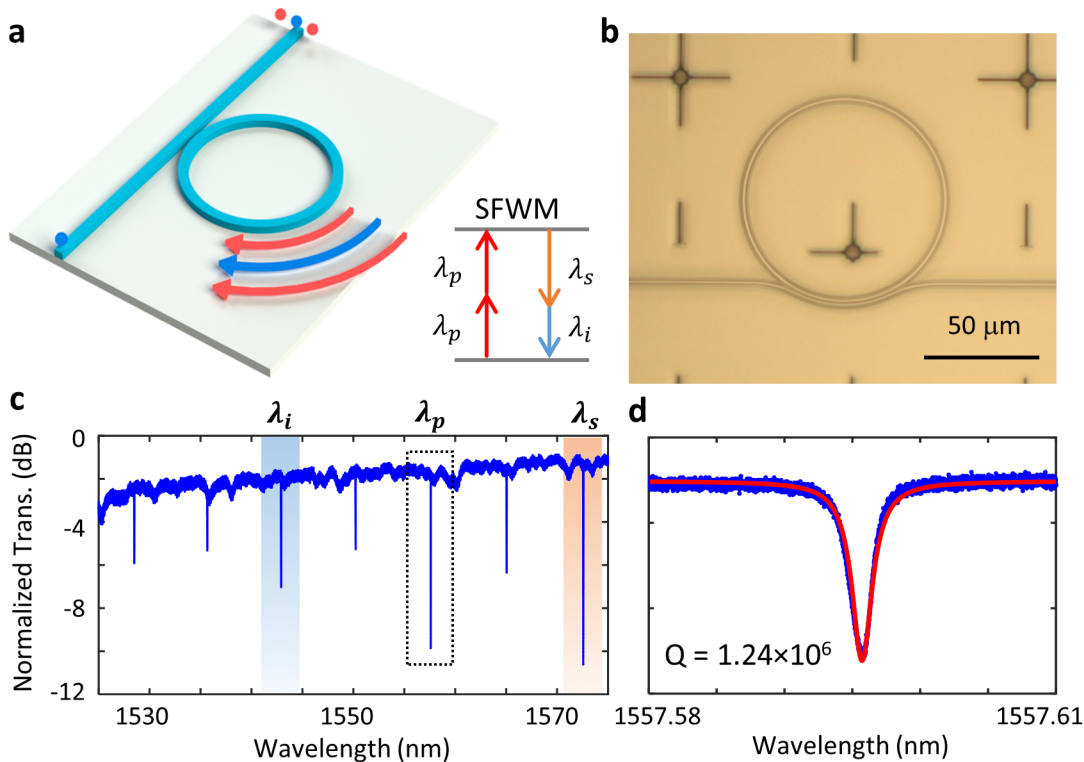 a
SFWM
λp
λs
λp
λi
b
50 μm
c
λi
λp
λs
0
-4
-8
-12
Normalized Trans. (dB)
1530
1550
1570
Wavelength (nm)
d
Q = 1.24×10⁶
1557.58
1557.61
Wavelength (nm)